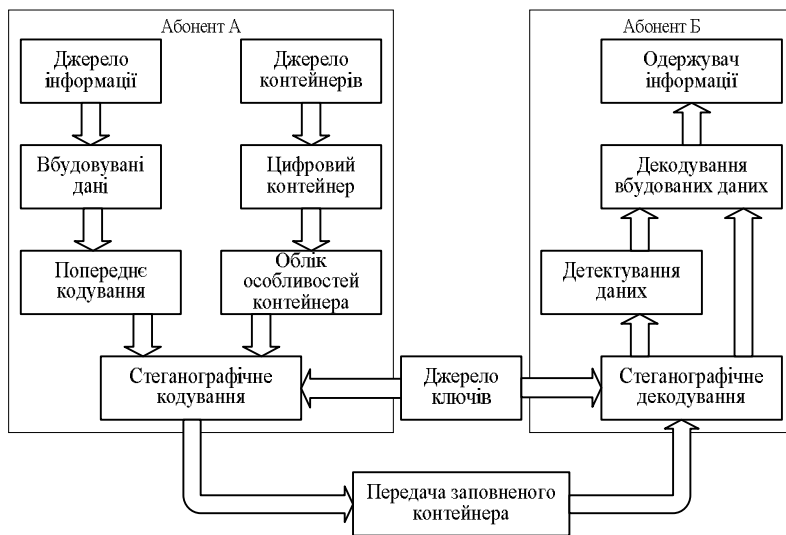 Абонент А
Джерело
інформації
Джерело
контейнерів
Вбудовувані
дані
Цифровий
контейнер
Попереднє
кодування
Облік
особливостей
контейнера
Стеганографічне
кодування
Джерело
ключів
Абонент Б
Одержувач
інформації
Декодування
вбудованих даних
Детектування
даних
Стеганографічне
декодування
Передача заповненого
контейнера